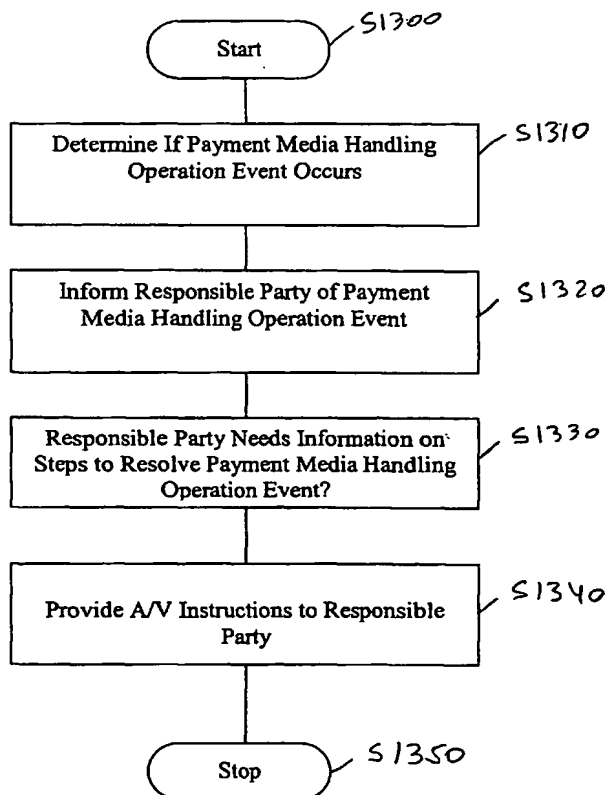 S1300
Start
S1310
Determine If Payment Media Handling
Operation Event Occurs
S1320
Inform Responsible Party of Payment
Media Handling Operation Event
S1330
Responsible Party Needs Information on
Steps to Resolve Payment Media Handling
Operation Event?
S1340
Provide A/V Instructions to Responsible
Party
S1350
Stop